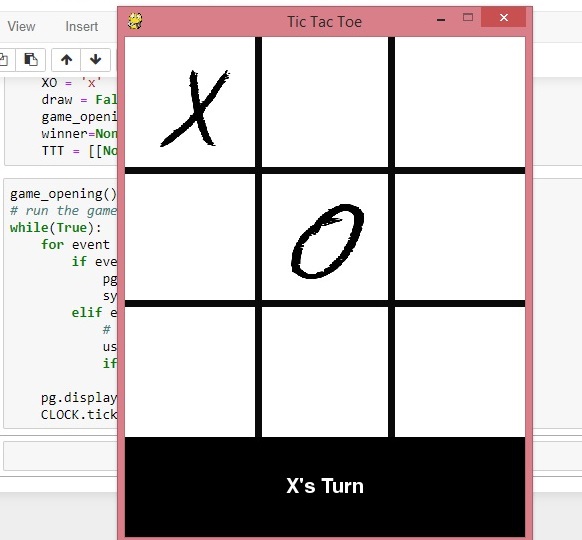 View Insert
Tic Tac Toe
XO = 'x'
draw = Fal
game_openi
winner=Non
TTT = [[No
X
O
game_opening()
# run the game
while(True):
for event
if eve
pg
sy
elif e
#
us
if
pg.display
CLOCK.tick
X's Turn